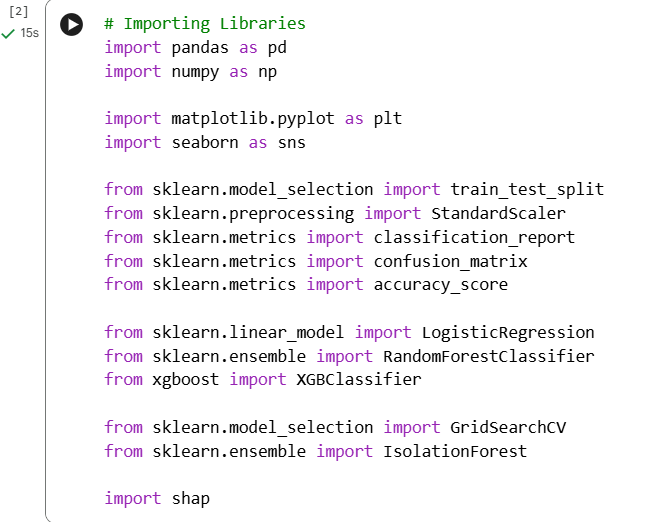 [2]
15s
# Importing Libraries
import pandas as pd
import numpy as np
import matplotlib.pyplot as plt
import seaborn as sns
from sklearn.model_selection import train_test_split
from sklearn.preprocessing import StandardScaler
from sklearn.metrics import classification_report
from sklearn.metrics import confusion_matrix
from sklearn.metrics import accuracy_score
from sklearn.linear_model import LogisticRegression
from sklearn.ensemble import RandomForestClassifier
from xgboost import XGBClassifier
from sklearn.model_selection import GridSearchCV
from sklearn.ensemble import IsolationForest
import shap